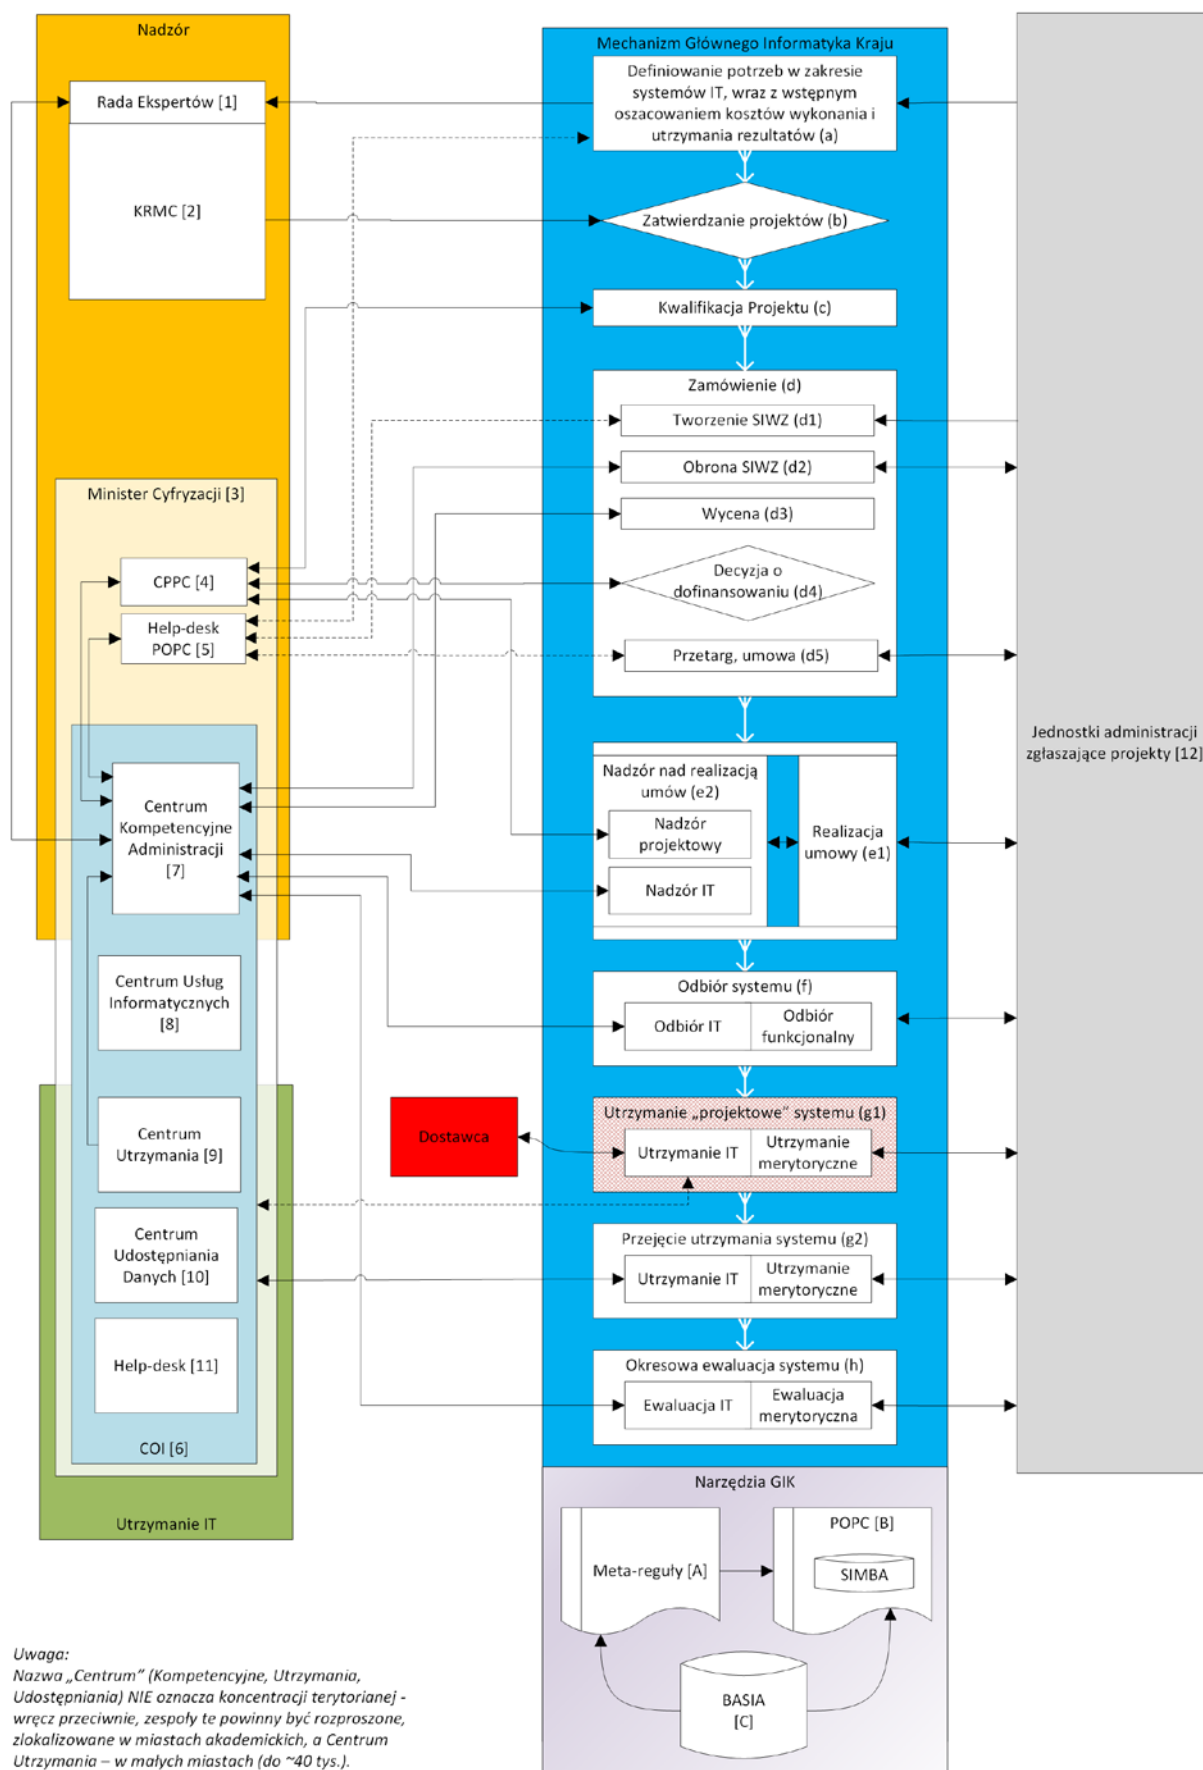 Nadzór
Rada Ekspertów [1]
KRMC [2]
Minister Cyfryzacji [3]
CPPC [4]
Help-desk
POPC [5]
Centrum
Kompetencyjne
Administracji
[7]
Centrum Usług
Informatycznych
[8]
Centrum
Utrzymania [9]
Centrum
Udostępniania
Danych [10]
Help-desk [11]
COI [6]
Utrzymanie IT
Dostawca
Mechanizm Głównego Informatyka Kraju
Definiowanie potrzeb w zakresie
systemów IT, wraz z wstępnym
oszacowaniem kosztów wykonania i
utrzymania rezultatów (a)
Zatwierdzanie projektów (b)
Kwalifikacja Projektu (c)
Zamówienie (d)
Tworzenie SIWZ (d1)
Obrona SIWZ (d2)
Wycena (d3)
Decyzja o
dofinansowaniu (d4)
Przetarg, umowa (d5)
Nadzór nad realizacją
umów (e2)
Nadzór
projektowy
Nadzór IT
Realizacja
umowy (e1)
Odbiór systemu (f)
Odbiór IT
Odbiór
funkcjonalny
Utrzymanie „projektowe” systemu (g1)
Utrzymanie IT
Utrzymanie
merytoryczne
Przejęcie utrzymania systemu (g2)
Utrzymanie IT
Utrzymanie
merytoryczne
Okresowa ewaluacja systemu (h)
Ewaluacja IT
Ewaluacja
merytoryczna
Narzędzia GIK
Meta-reguły [A]
POPC [B]
SIMBA
BASIA
[C]
Jednostki administracji
zgłaszające projekty [12]
Uwaga:
Nazwa „Centrum” (Kompetencyjne, Utrzymania,
Udostępniania) NIE oznacza koncentracji terytorianej -
wręcz przeciwnie, zespoły te powinny być rozproszone,
zlokalizowane w miastach akademickich, a Centrum
Utrzymania – w małych miastach (do ~40 tys.).